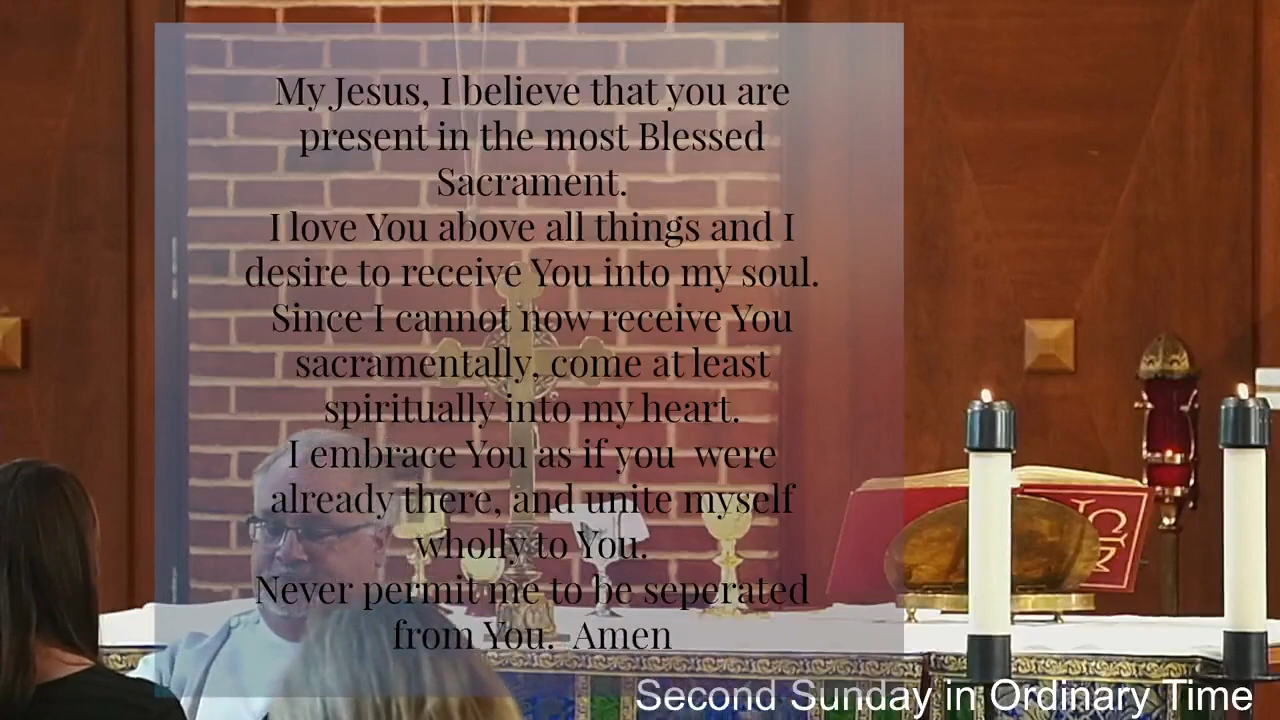 My Jesus, I believe that you are
present in the most Blessed
Sacrament.
I love You above all things and I
desire to receive You into my soul.
Since I cannot now receive You
sacramentally, come at least
spiritually into my heart.
I embrace You as if you  were
already there, and unite myself
wholly to You.
Never permit me to be seperated
from You.  Amen
Second Sunday in Ordinary Time